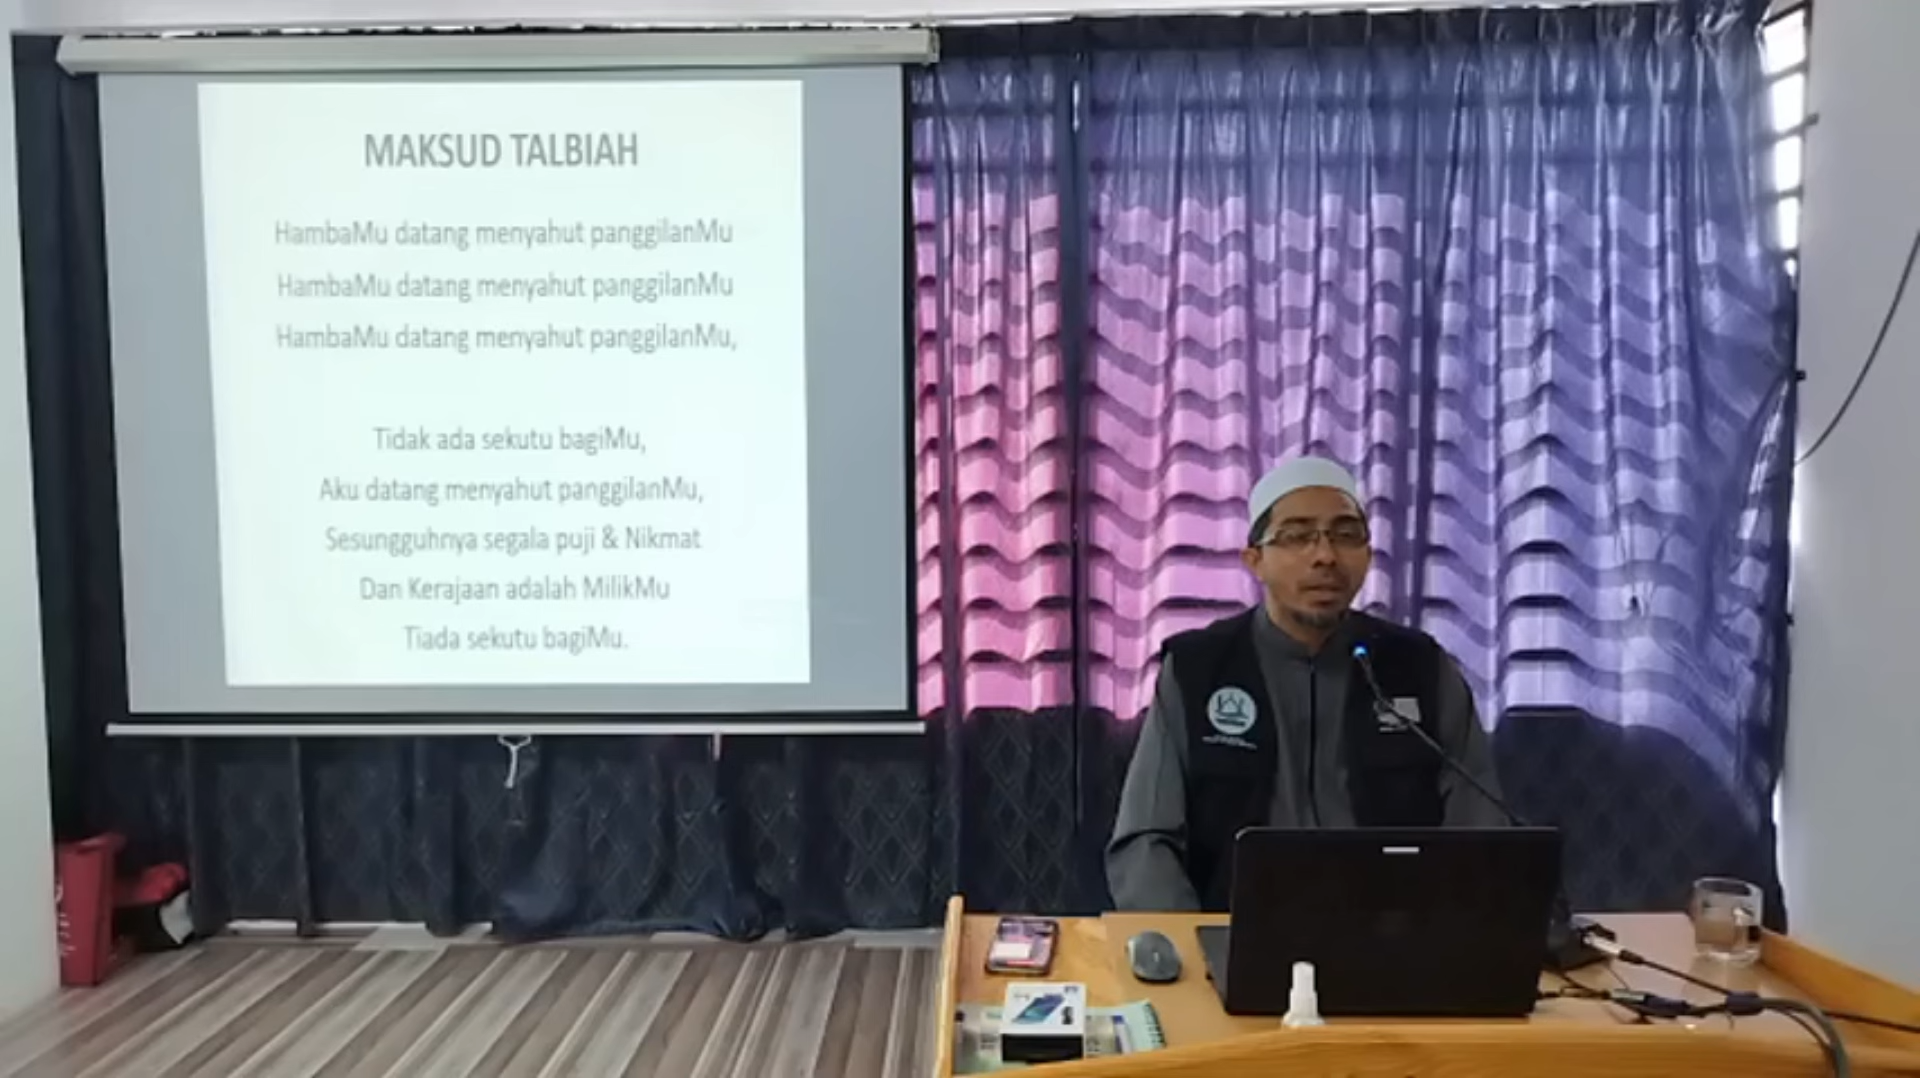 MAKSUD TALBIAH
HambaMu datang menyahut panggilanMu
HambaMu datang menyahut panggilanMu
HambaMu datang menyahut panggilanMu,
Tidak ada sekutu bagiMu,
Aku datang menyahut panggilanMu,
Sesungguhnya segala puji & Nikmat
Dan Kerajaan adalah MilikMu
Tiada sekutu bagiMu.